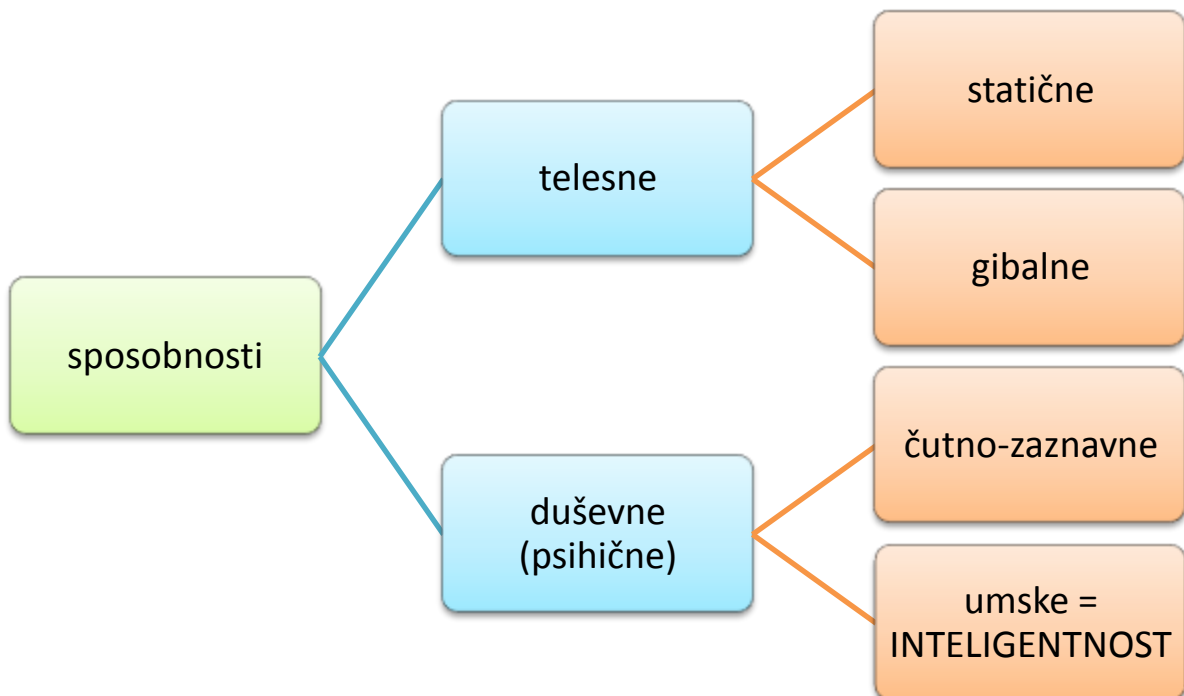 sposobnosti
telesne
statične
gibalne
duševne
(psihične)
čutno-zaznavne
umske =
INTELIGENTNOST